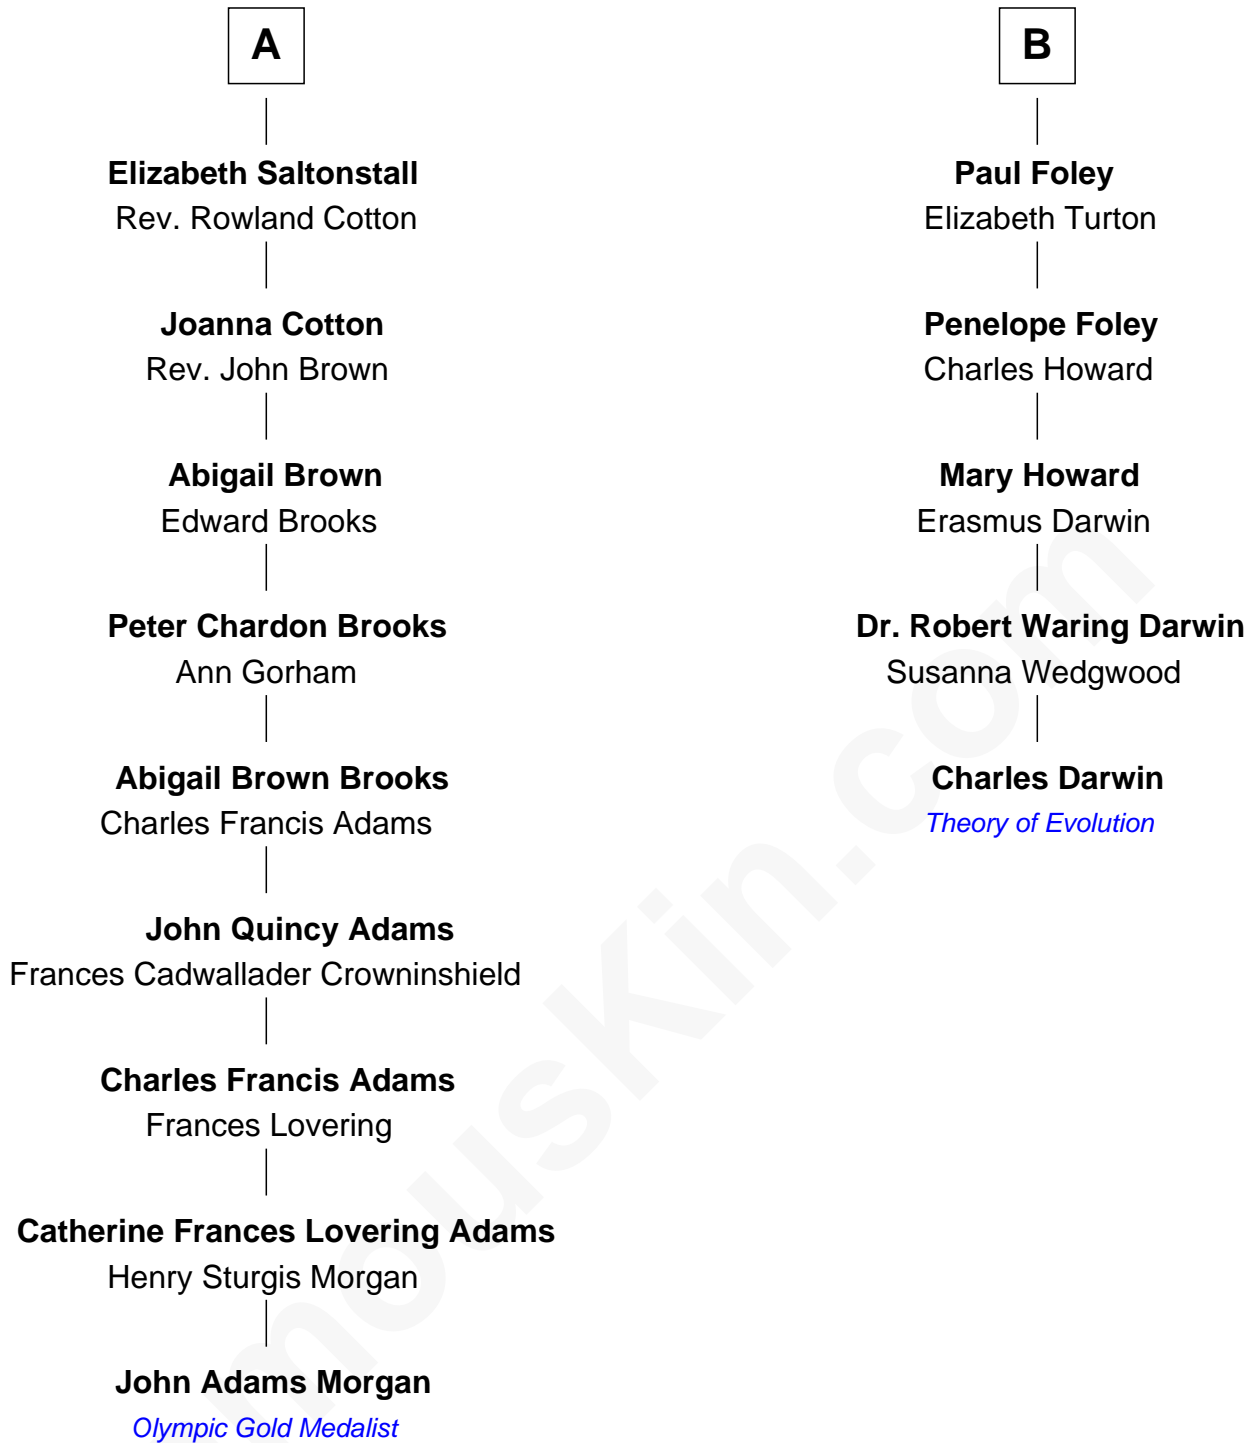 A
Elizabeth Saltonstall
Rev. Rowland Cotton
Joanna Cotton
Rev. John Brown
Abigail Brown
Edward Brooks
Peter Chardon Brooks
Ann Gorham
Abigail Brown Brooks
Charles Francis Adams
John Quincy Adams
Frances Cadwallader Crowninshield
Charles Francis Adams
Frances Lovering
Catherine Frances Lovering Adams
Henry Sturgis Morgan
John Adams Morgan
Olympic Gold Medalist
B
Paul Foley
Elizabeth Turton
Penelope Foley
Charles Howard
Mary Howard
Erasmus Darwin
Dr. Robert Waring Darwin
Susanna Wedgwood
Charles Darwin
Theory of Evolution
mousKin.com